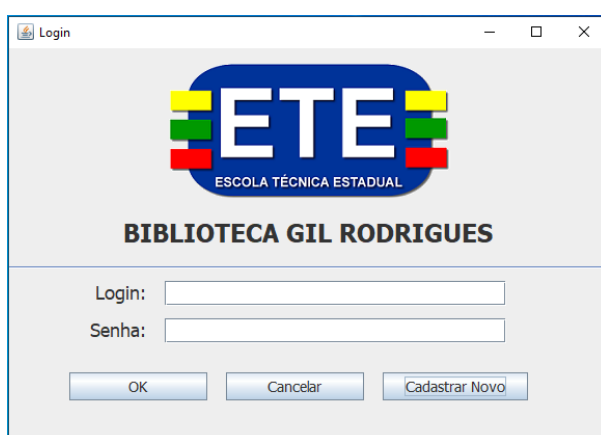 Login
ETE
ESCOLA TÉCNICA ESTADUAL
BIBLIOTECA GIL RODRIGUES
Login:
Senha:
OK Cancelar Cadastrar Novo